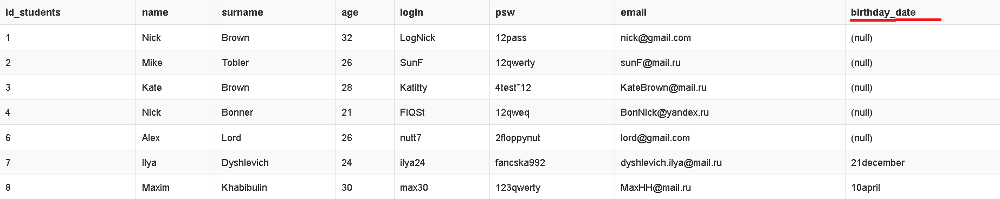 id_students name surname age login psw email birthday_date
1 Nick Brown 32 LogNick 12pass nick@gmail.com (null)
2 Mike Tobler 26 SunF 12qwerty sunF@mail.ru (null)
3 Kate Brown 28 Katitty 4test*12 KateBrown@mail.ru (null)
4 Nick Bonner 21 FlQSt 12qweq BonNick@yandex.ru (null)
6 Alex Lord 26 nutt7 2floppynut lord@gmail.com (null)
7 Ilya Dyshlevich 24 ilya24 fancska992 dyshlevich.ilya@mail.ru 21december
8 Maxim Khabibulin 30 max30 123qwerty MaxHH@mail.ru 10april